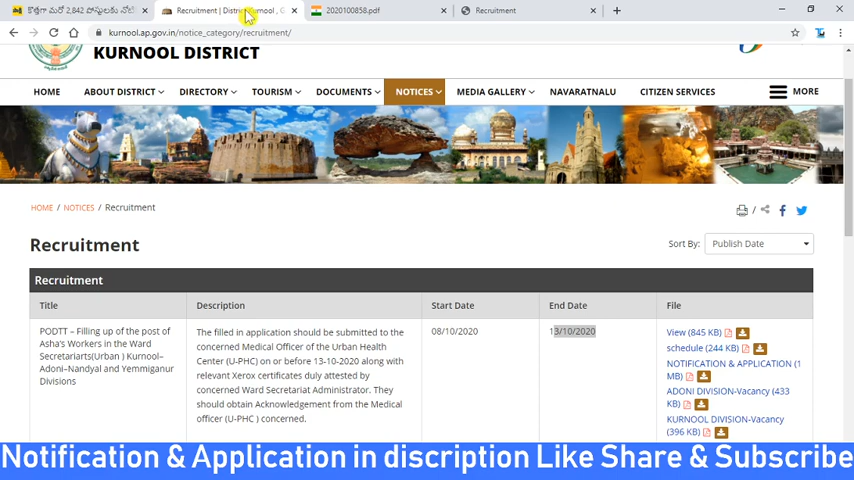 కొత్తగా మరో 2,842 పోస్టులకు నోటి
Recruitment | District Kurnool , G
2020100858.pdf
Recruitment
kurnool.ap.gov.in/notice_category/recruitment/
KURNOOL DISTRICT
HOME ABOUT DISTRICT DIRECTORY TOURISM DOCUMENTS NOTICES MEDIA GALLERY NAVARATNALU CITIZEN SERVICES MORE
HOME / NOTICES / Recruitment
Recruitment
Sort By: Publish Date
Recruitment
Title Description Start Date End Date File
PODTT – Filling up of the post of
Asha's Workers in the Ward
Secretariarts(Urban ) Kurnool–
Adoni–Nandyal and Yemmiganur
Divisions
The filled in application should be submitted to the
concerned Medical Officer of the Urban Health
Center (U-PHC) on or before 13-10-2020 along with
relevant Xerox certificates duly attested by
concerned Ward Secretariat Administrator. They
should obtain Acknowledgement from the Medical
officer (U-PHC ) concerned.
08/10/2020
13/10/2020
View (845 KB)
schedule (244 KB)
NOTIFICATION & APPLICATION (1
MB)
ADONI DIVISION-Vacancy (433
KB)
KURNOOL DIVISION-Vacancy
(396 KB)
Notification & Application in discription Like Share & Subscribe